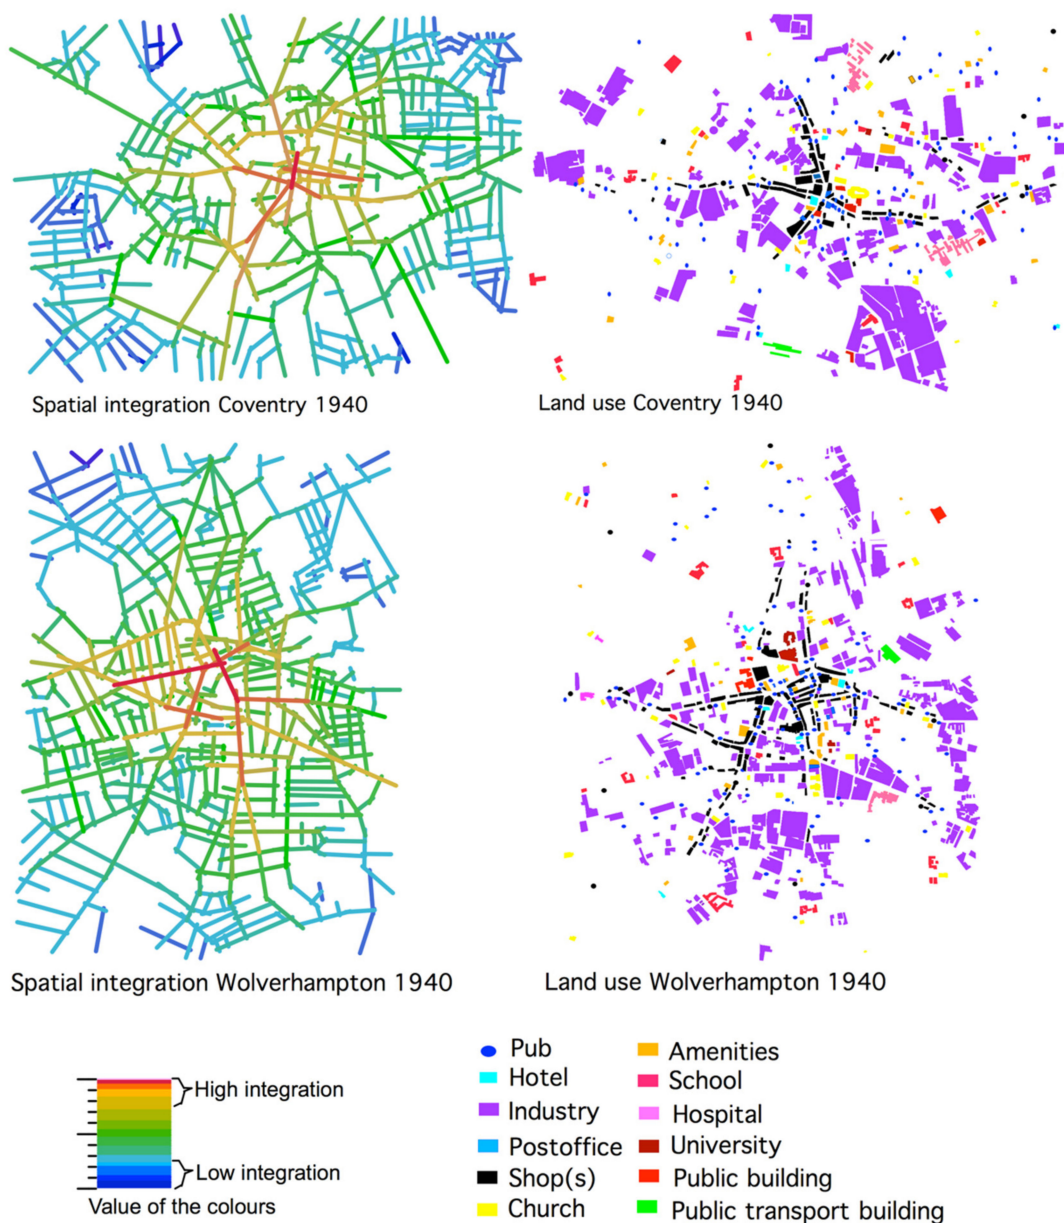 Spatial integration Coventry 1940
Land use Coventry 1940
Spatial integration Wolverhampton 1940
Land use Wolverhampton 1940
High integration
Low integration
Value of the colours
Pub
Hotel
Industry
Postoffice
Shop(s)
Church
Amenities
School
Hospital
University
Public building
Public transport building